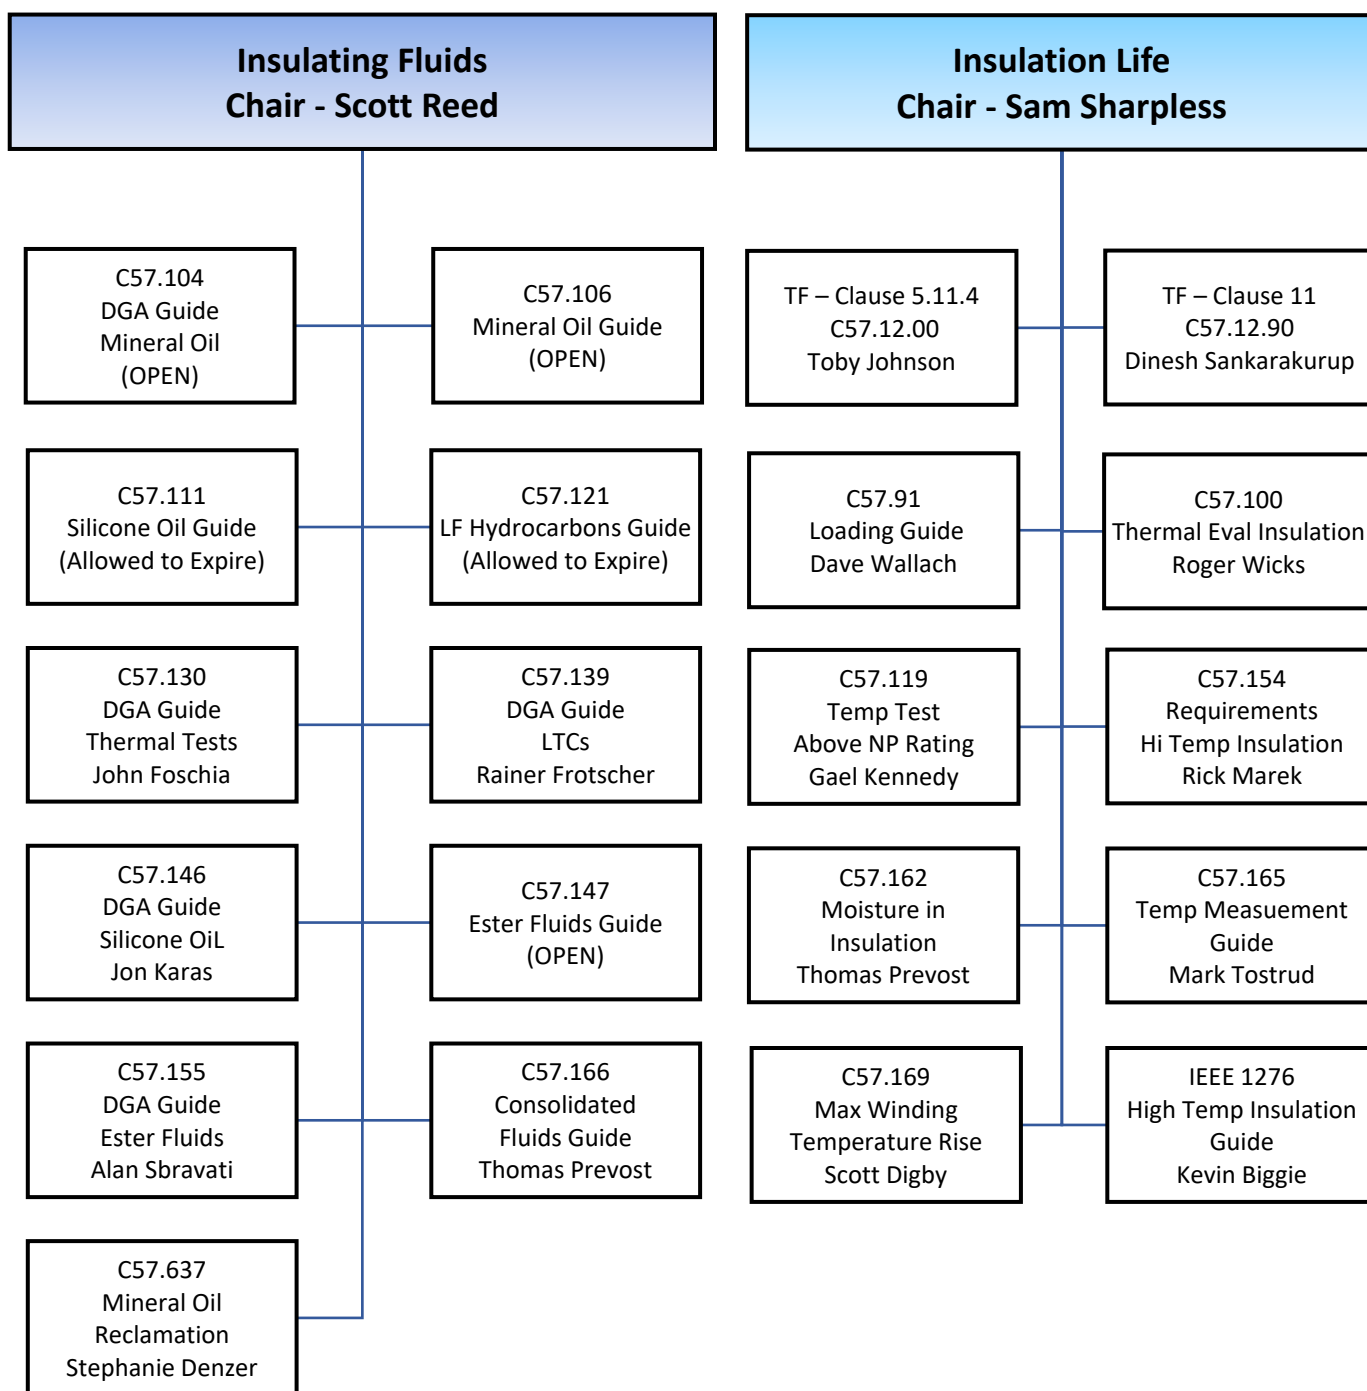 Insulating Fluids
Chair - Scott Reed
C57.104
DGA Guide
Mineral Oil
(OPEN)
C57.106
Mineral Oil Guide
(OPEN)
C57.111
Silicone Oil Guide
(Allowed to Expire)
C57.121
LF Hydrocarbons Guide
(Allowed to Expire)
C57.130
DGA Guide
Thermal Tests
John Foschia
C57.139
DGA Guide
LTCs
Rainer Frotscher
C57.146
DGA Guide
Silicone OiL
Jon Karas
C57.147
Ester Fluids Guide
(OPEN)
C57.155
DGA Guide
Ester Fluids
Alan Sbravati
C57.166
Consolidated
Fluids Guide
Thomas Prevost
C57.637
Mineral Oil
Reclamation
Stephanie Denzer
Insulation Life
Chair - Sam Sharpless
TF – Clause 5.11.4
C57.12.00
Toby Johnson
TF – Clause 11
C57.12.90
Dinesh Sankarakurup
C57.91
Loading Guide
Dave Wallach
C57.100
Thermal Eval Insulation
Roger Wicks
C57.119
Temp Test
Above NP Rating
Gael Kennedy
C57.154
Requirements
Hi Temp Insulation
Rick Marek
C57.162
Moisture in
Insulation
Thomas Prevost
C57.165
Temp Measuement
Guide
Mark Tostrud
C57.169
Max Winding
Temperature Rise
Scott Digby
IEEE 1276
High Temp Insulation
Guide
Kevin Biggie